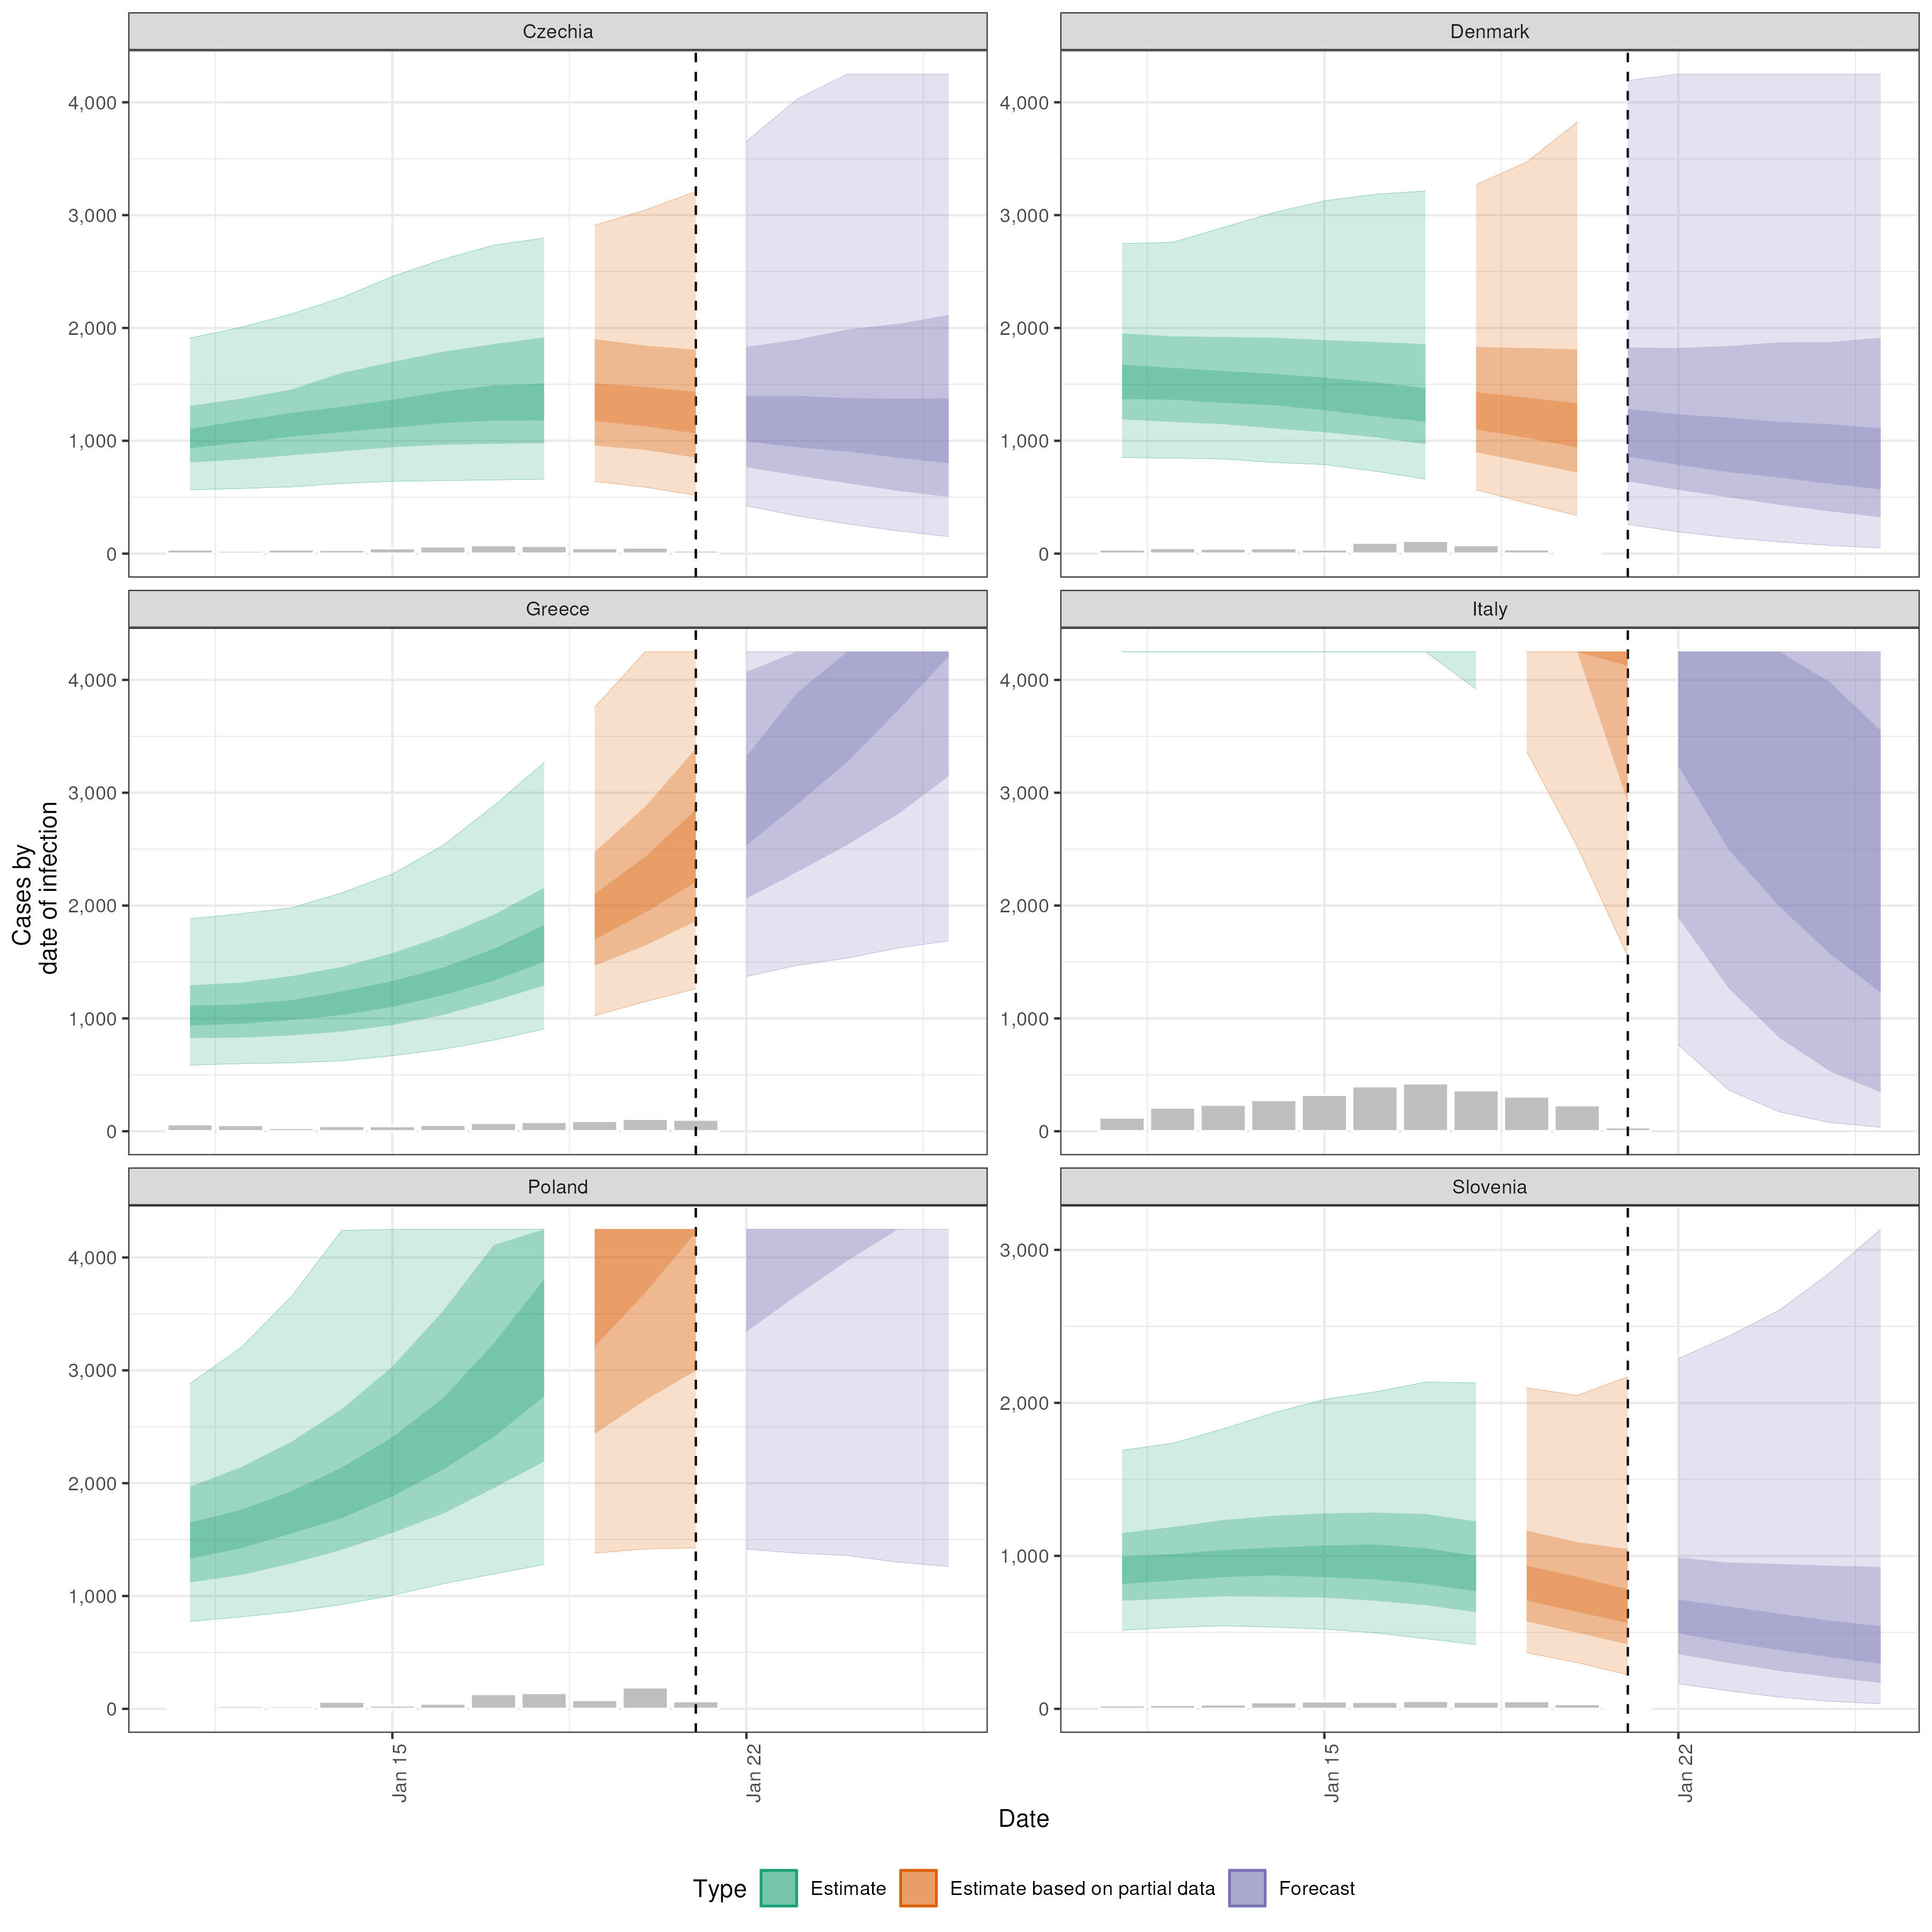 Czechia
Denmark
4,000
3,000
2,000
1,000
0
4,000
3,000
2,000
1,000
0
Greece
Italy
4,000
3,000
2,000
1,000
0
4,000
3,000
2,000
1,000
0
Poland
Slovenia
4,000
3,000
2,000
1,000
0
3,000
2,000
1,000
0
Cases by
date of infection
Jan 15
Jan 22
Jan 15
Jan 22
Date
Type Estimate Estimate based on partial data Forecast